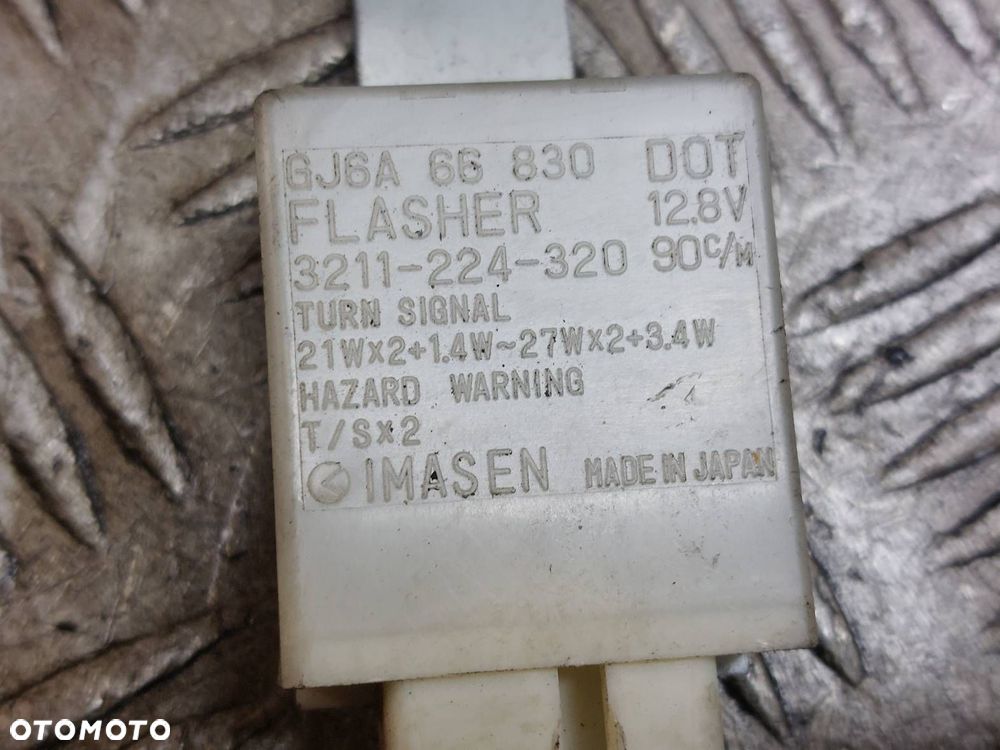 GJ6A 66 830 DOT
FLASHER 12.8V
3211-224-320 90C/M
TURN SIGNAL
21W×2+1.4W~27W×2+3.4W
HAZARD WARNING
T/S×2
IMASEN MADE IN JAPAN
OTOMOTO